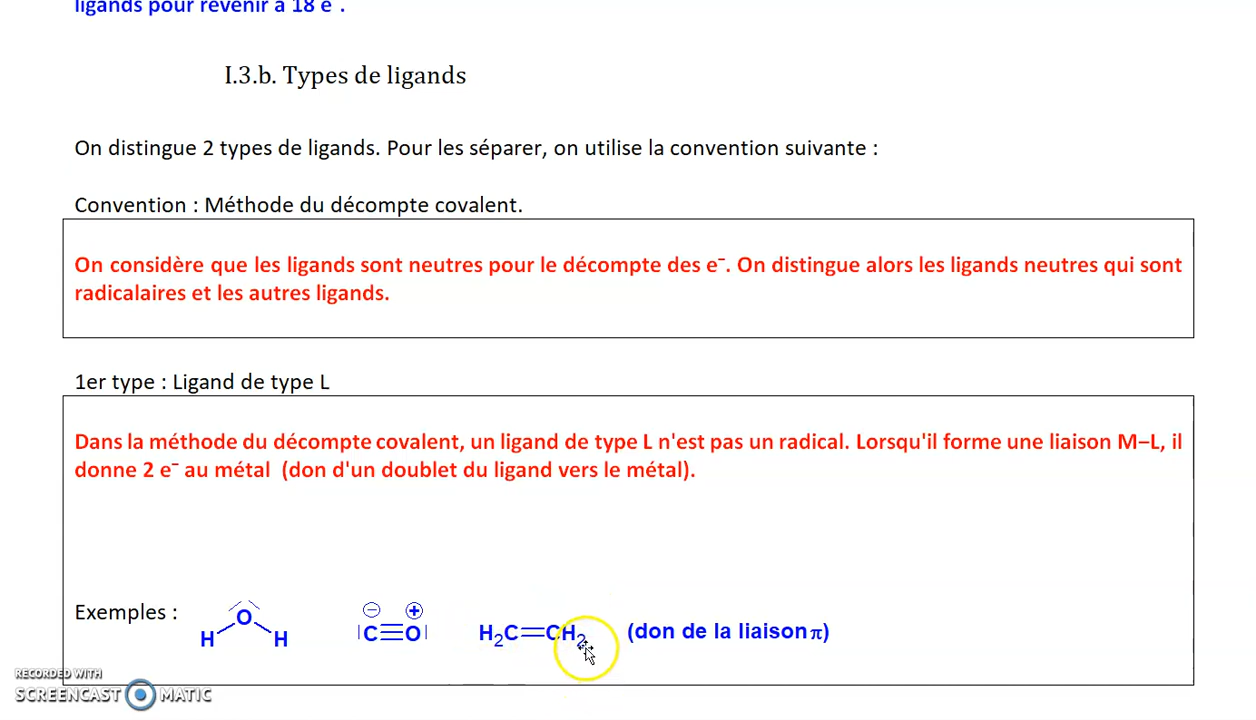 ligands pour revenir à 18 e⁻.
I.3.b. Types de ligands
On distingue 2 types de ligands. Pour les séparer, on utilise la convention suivante :
Convention : Méthode du décompte covalent.
On considère que les ligands sont neutres pour le décompte des e⁻. On distingue alors les ligands neutres qui sont
radicalaires et les autres ligands.
1er type : Ligand de type L
Dans la méthode du décompte covalent, un ligand de type L n'est pas un radical. Lorsqu'il forme une liaison M–L, il
donne 2 e⁻ au métal (don d'un doublet du ligand vers le métal).
Exemples : H O H |C≡O| ⊖ ⊕ H₂C=CH₂ (don de la liaison π)
RECORDED WITH
SCREENCAST MATIC